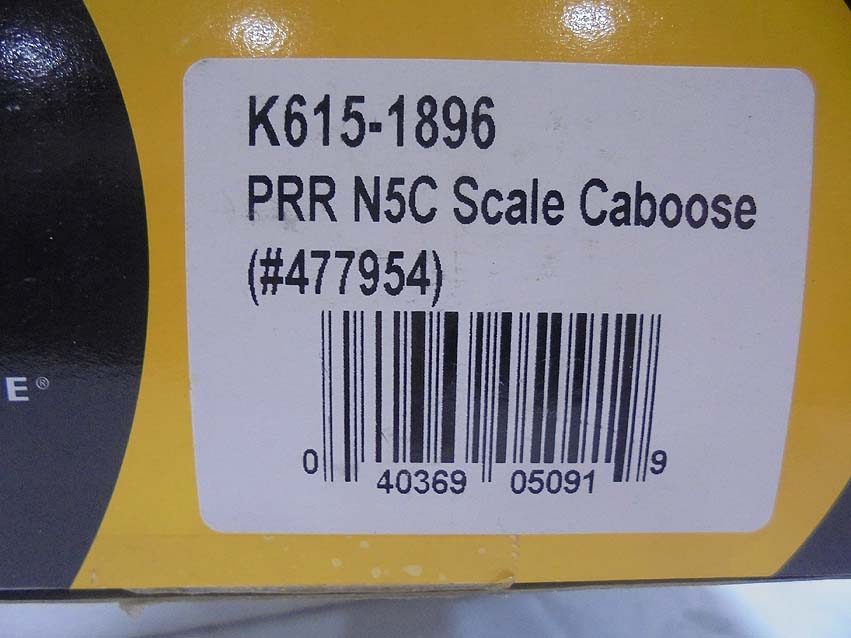 K615-1896
PRR N5C Scale Caboose
(#477954)
E®
0 40369 05091 9